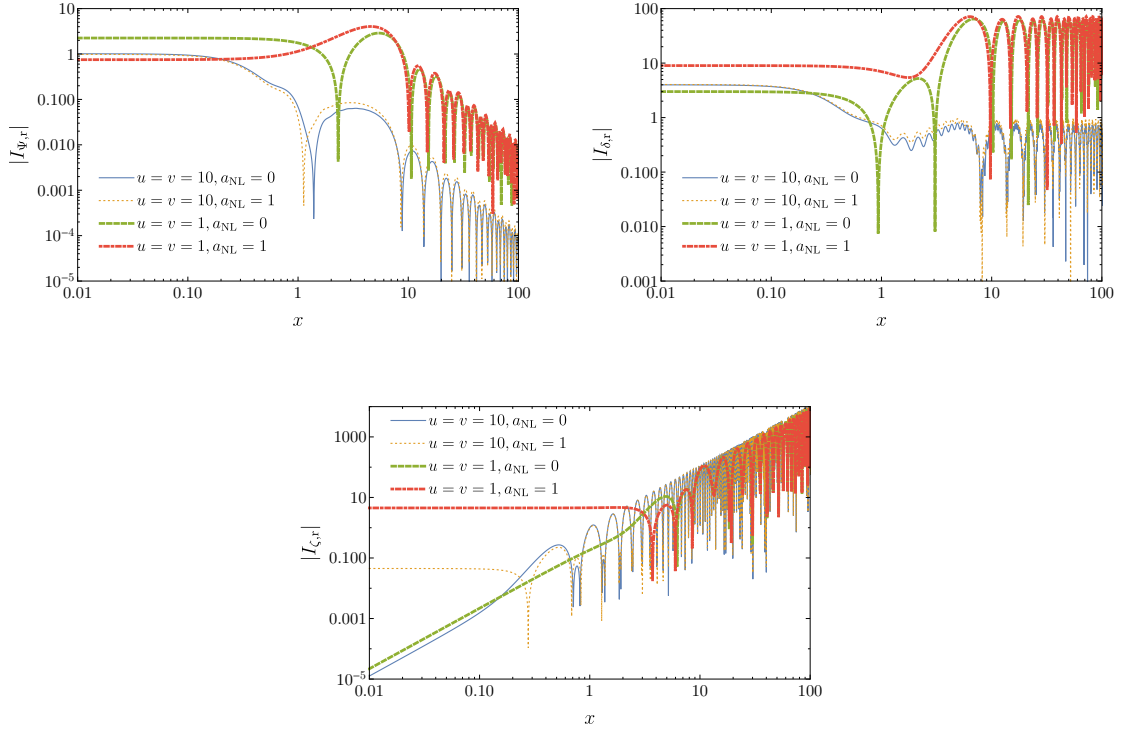 10
1
0.100
0.010
0.001
10⁻⁴
10⁻⁵
|I_Ψ,r|
u = v = 10, a_NL = 0
u = v = 10, a_NL = 1
u = v = 1, a_NL = 0
u = v = 1, a_NL = 1
0.01 0.10 1 10 100
x
100
10
1
0.100
0.010
0.001
|I_δ,r|
u = v = 10, a_NL = 0
u = v = 10, a_NL = 1
u = v = 1, a_NL = 0
u = v = 1, a_NL = 1
0.01 0.10 1 10 100
x
1000
10
0.100
0.001
10⁻⁵
|I_ζ,r|
u = v = 10, a_NL = 0
u = v = 10, a_NL = 1
u = v = 1, a_NL = 0
u = v = 1, a_NL = 1
0.01 0.10 1 10 100
x